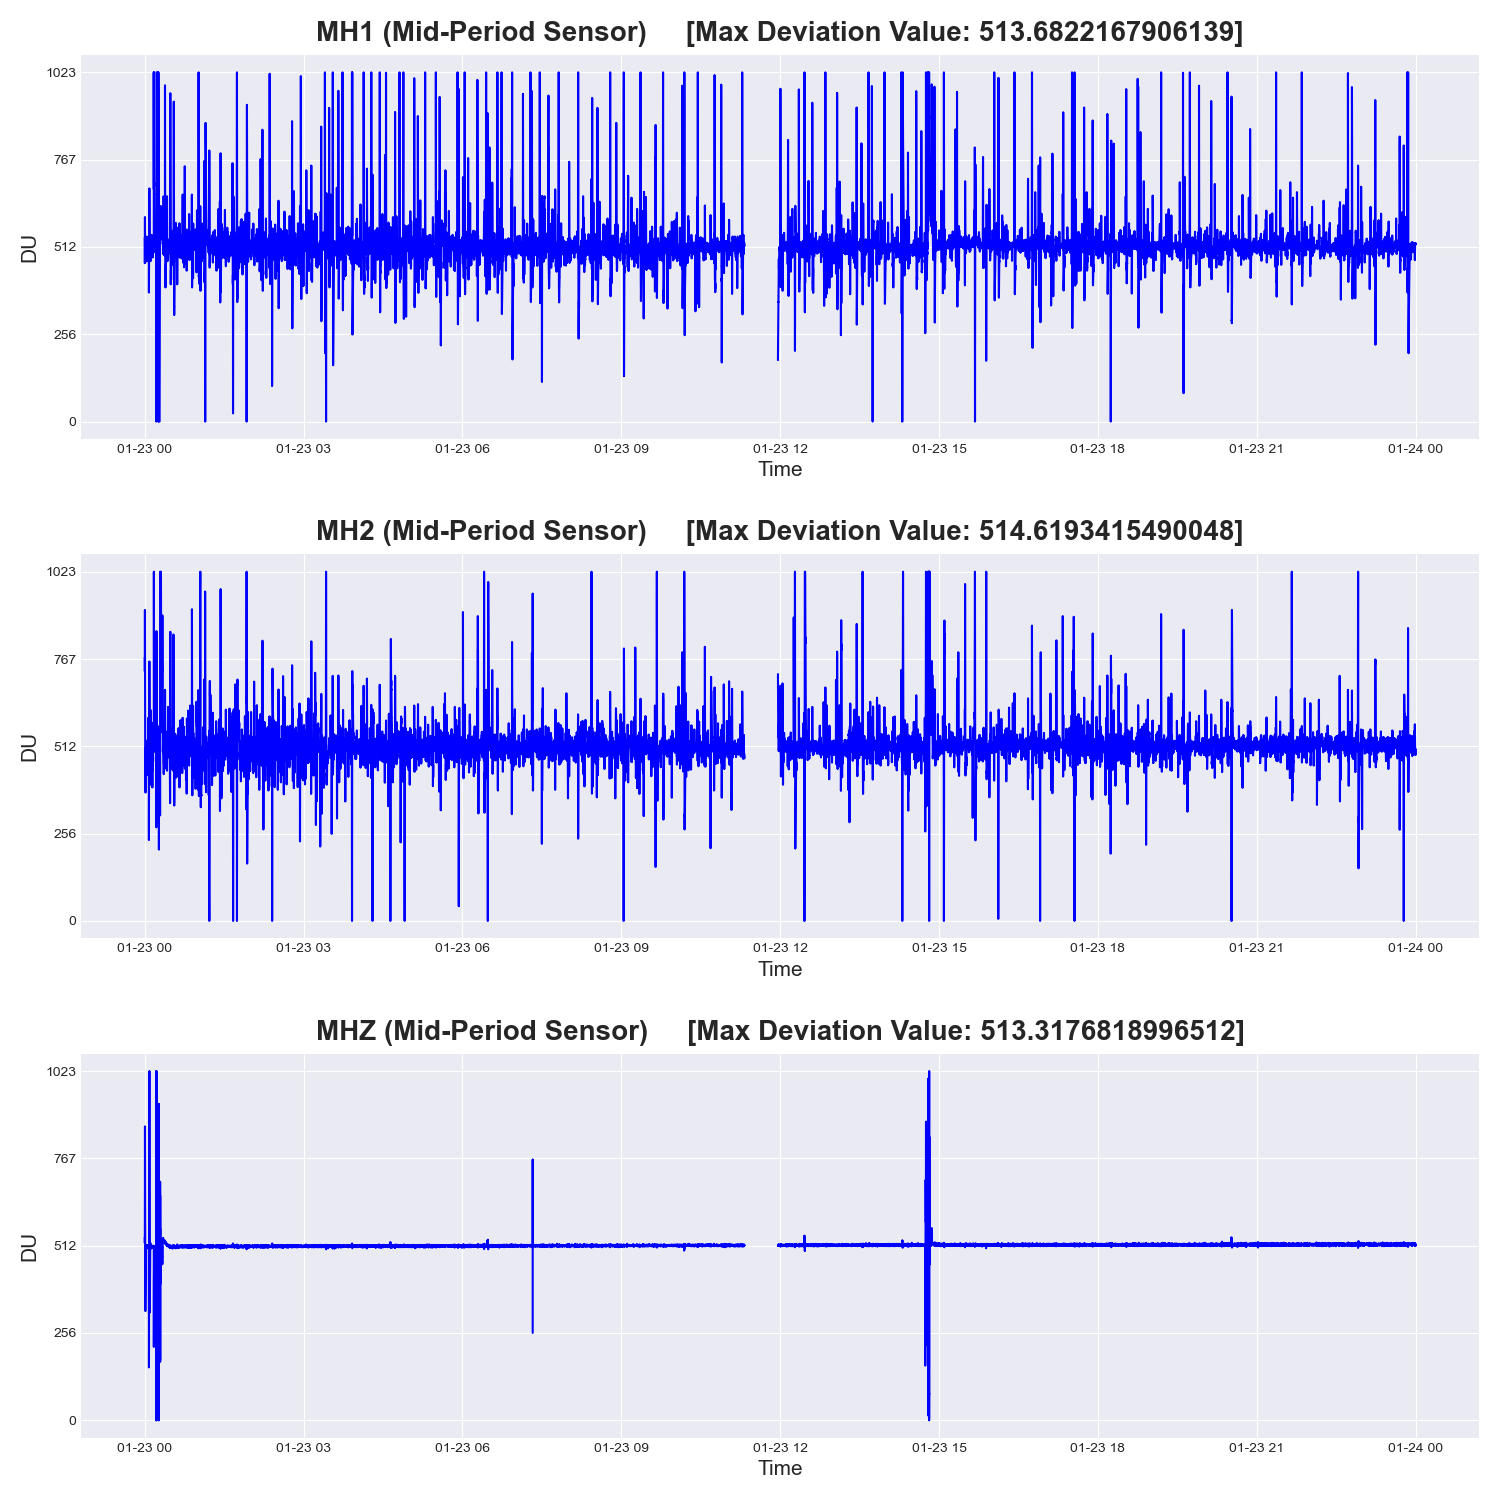 MH1 (Mid-Period Sensor) [Max Deviation Value: 513.6822167906139]
1023
767
512
256
0
DU
01-23 00 01-23 03 01-23 06 01-23 09 01-23 12 01-23 15 01-23 18 01-23 21 01-24 00
Time
MH2 (Mid-Period Sensor) [Max Deviation Value: 514.6193415490048]
1023
767
512
256
0
DU
01-23 00 01-23 03 01-23 06 01-23 09 01-23 12 01-23 15 01-23 18 01-23 21 01-24 00
Time
MHZ (Mid-Period Sensor) [Max Deviation Value: 513.3176818996512]
1023
767
512
256
0
DU
01-23 00 01-23 03 01-23 06 01-23 09 01-23 12 01-23 15 01-23 18 01-23 21 01-24 00
Time